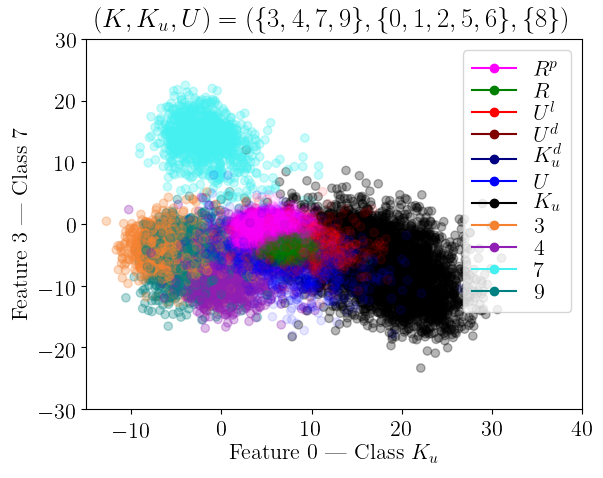 (K, K_u, U) = ({3, 4, 7, 9}, {0, 1, 2, 5, 6}, {8})
30
20
10
0
−10
−20
−30
Feature 3 — Class 7
R^p
R
U^l
U^d
K_u^d
U
K_u
3
4
7
9
−10
0
10
20
30
40
Feature 0 — Class K_u